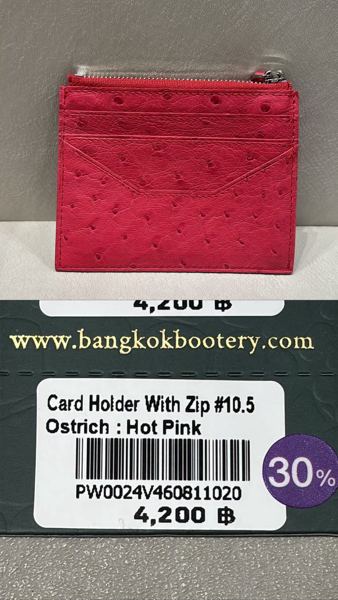 4,200 ฿
www.bangkokbootery.com
Card Holder With Zip #10.5
Ostrich : Hot Pink
PW0024V460811020
30%
4,200 ฿